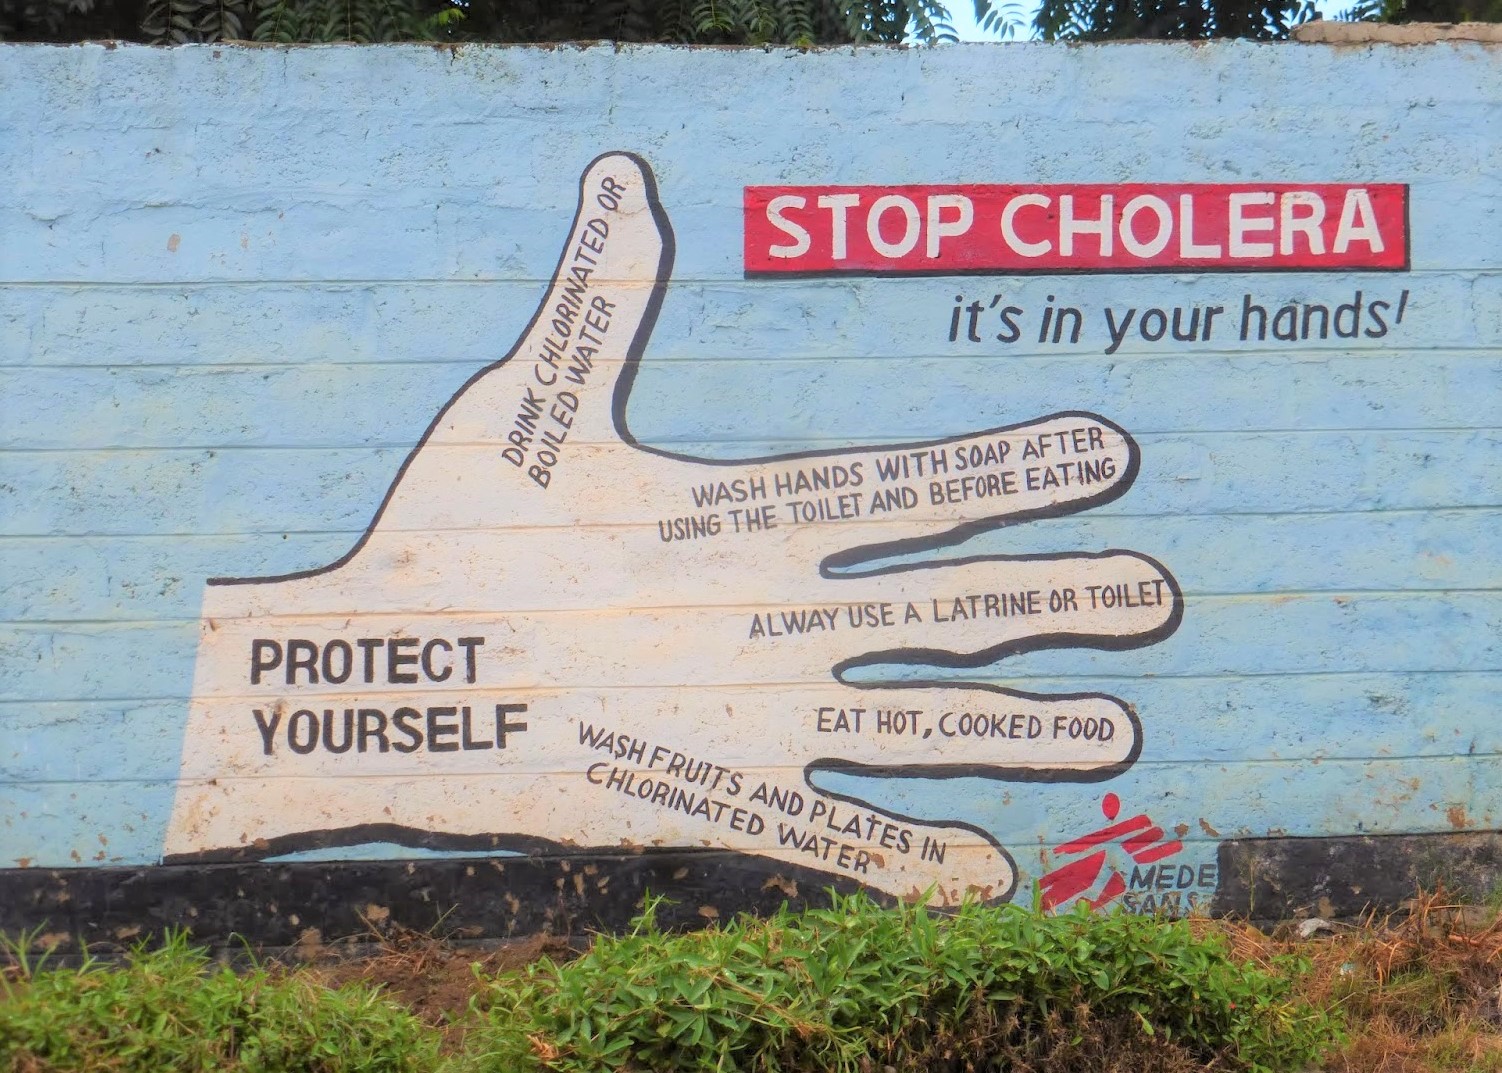 STOP CHOLERA
it's in your hands!
DRINK CHLORINATED OR
BOILED WATER
WASH HANDS WITH SOAP AFTER
USING THE TOILET AND BEFORE EATING
ALWAY USE A LATRINE OR TOILET
EAT HOT, COOKED FOOD
WASH FRUITS AND PLATES IN
CHLORINATED WATER
PROTECT
YOURSELF
MEDE
SANS